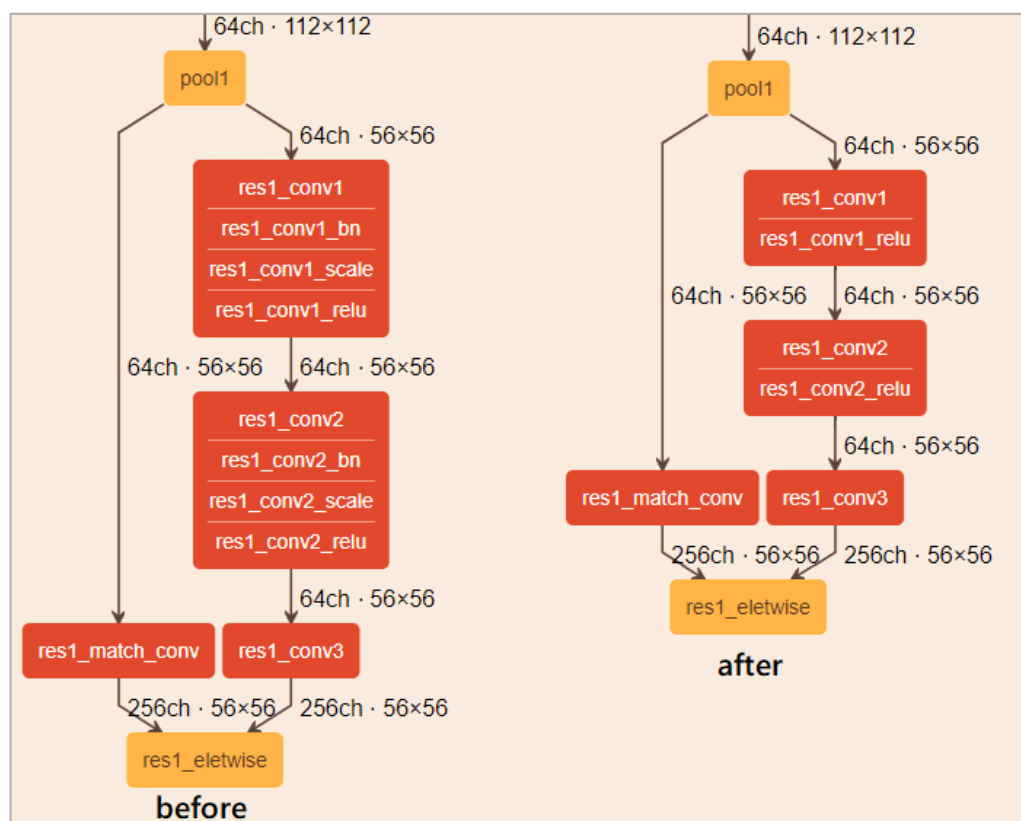 64ch · 112×112
pool1
64ch · 56×56
res1_conv1
res1_conv1_bn
res1_conv1_scale
res1_conv1_relu
64ch · 56×56
64ch · 56×56
res1_conv2
res1_conv2_bn
res1_conv2_scale
res1_conv2_relu
64ch · 56×56
res1_match_conv
res1_conv3
256ch · 56×56
256ch · 56×56
res1_eletwise
before
64ch · 112×112
pool1
64ch · 56×56
res1_conv1
res1_conv1_relu
64ch · 56×56
64ch · 56×56
res1_conv2
res1_conv2_relu
64ch · 56×56
res1_match_conv
res1_conv3
256ch · 56×56
256ch · 56×56
res1_eletwise
after